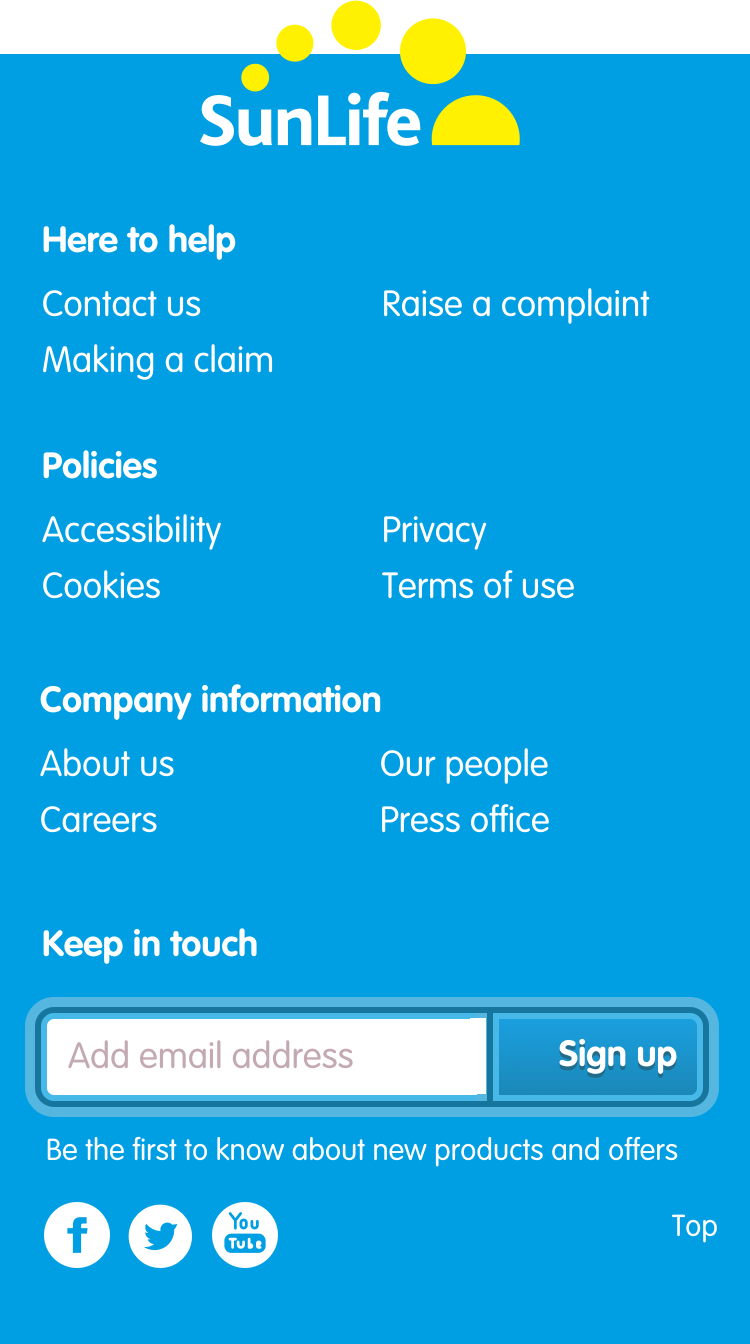 SunLife
Here to help
Contact us Raise a complaint
Making a claim
Policies
Accessibility Privacy
Cookies Terms of use
Company information
About us Our people
Careers Press office
Keep in touch
Add email address Sign up
Be the first to know about new products and offers
f You Tube Top